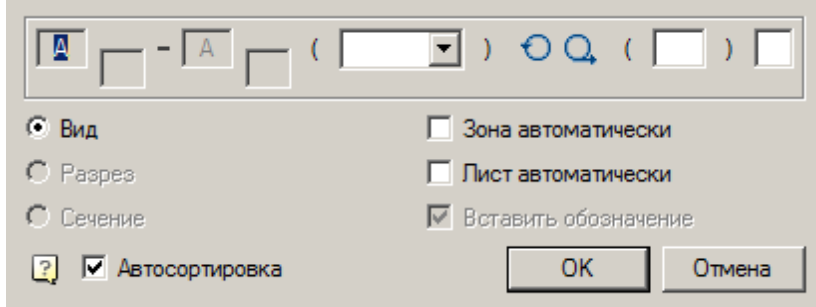 А - А ( ) ( )
Вид
Зона автоматически
Разрез
Лист автоматически
Сечение
Вставить обозначение
? Автосортировка
OK
Отмена